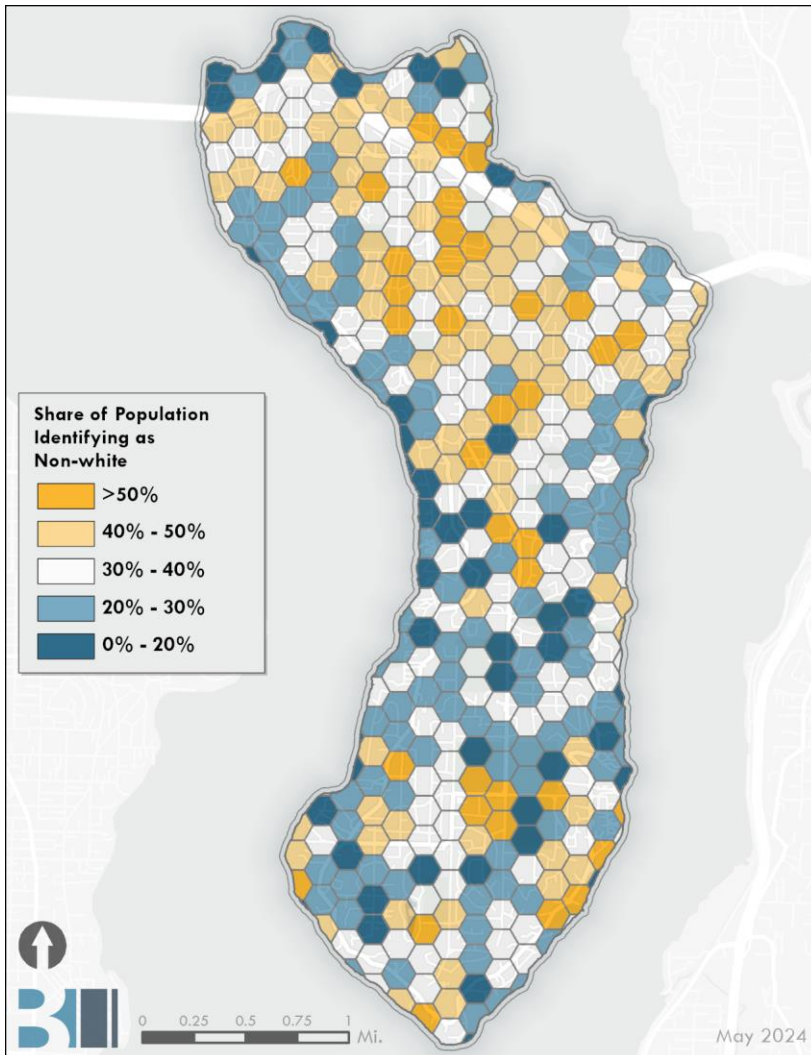 Share of Population
Identifying as
Non-white
>50%
40% - 50%
30% - 40%
20% - 30%
0% - 20%
0 0.25 0.5 0.75 1
Mi.
May 2024